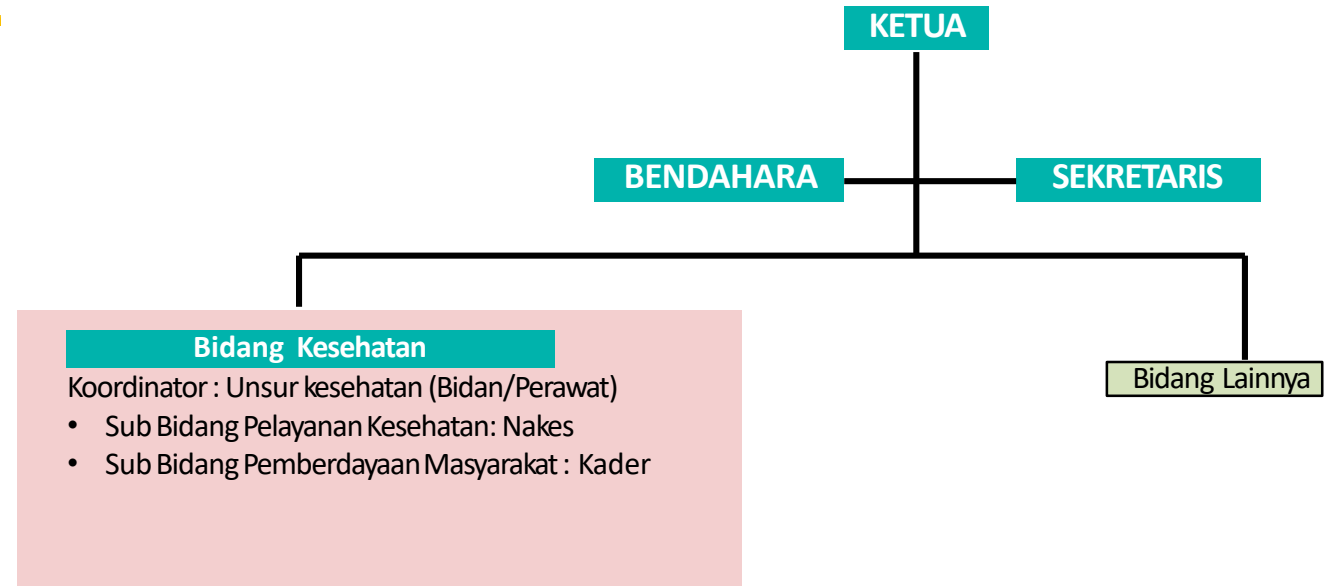 KETUA
BENDAHARA
SEKRETARIS
Bidang Kesehatan
Koordinator : Unsur kesehatan (Bidan/Perawat)
• Sub Bidang Pelayanan Kesehatan: Nakes
• Sub Bidang Pemberdayaan Masyarakat : Kader
Bidang Lainnya